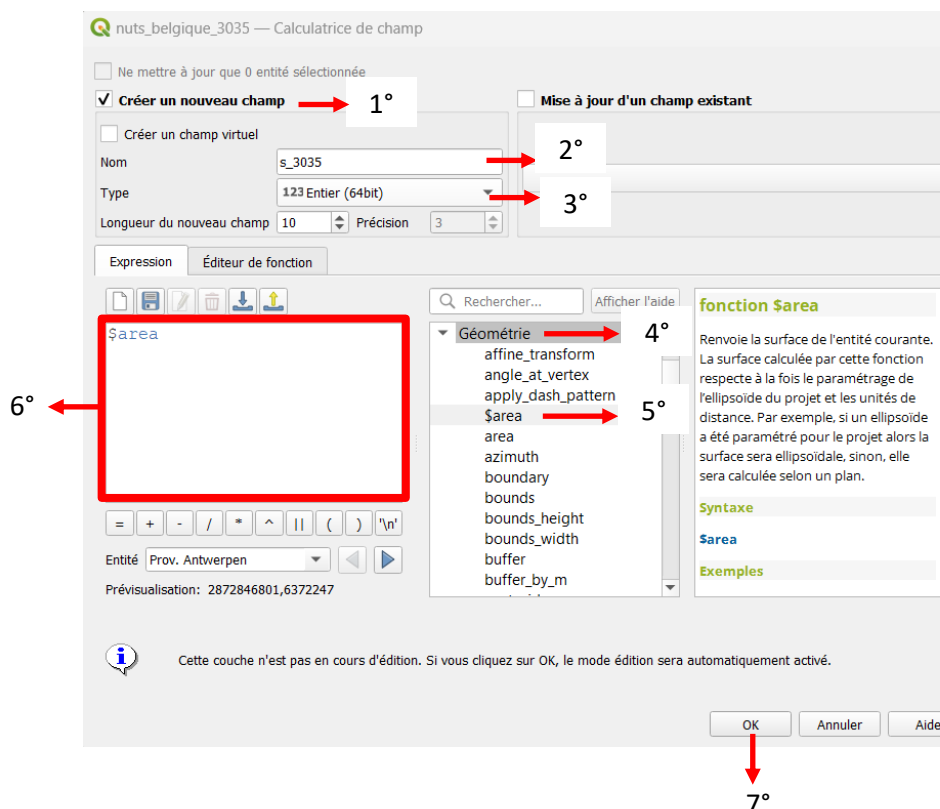 nuts_belgique_3035 — Calculatrice de champ
Ne mettre à jour que 0 entité sélectionnée
Créer un nouveau champ
1°
Mise à jour d'un champ existant
Créer un champ virtuel
Nom s_3035
2°
Type 123 Entier (64bit)
3°
Longueur du nouveau champ 10 Précision 3
Expression Éditeur de fonction
Rechercher... Afficher l'aide
$area
6°
Géométrie
4°
affine_transform
angle_at_vertex
apply_dash_pattern
$area
5°
area
azimuth
boundary
bounds
bounds_height
bounds_width
buffer
buffer_by_m
fonction $area
Renvoie la surface de l'entité courante.
La surface calculée par cette fonction
respecte à la fois le paramétrage de
l'ellipsoïde du projet et les unités de
distance. Par exemple, si un ellipsoïde
a été paramétré pour le projet alors la
surface sera ellipsoïdale, sinon, elle
sera calculée selon un plan.
Syntaxe
$area
Exemples
= + - / * ^ || ( ) '\n'
Entité Prov. Antwerpen
Prévisualisation: 2872846801,6372247
Cette couche n'est pas en cours d'édition. Si vous cliquez sur OK, le mode édition sera automatiquement activé.
OK Annuler Aide
7°